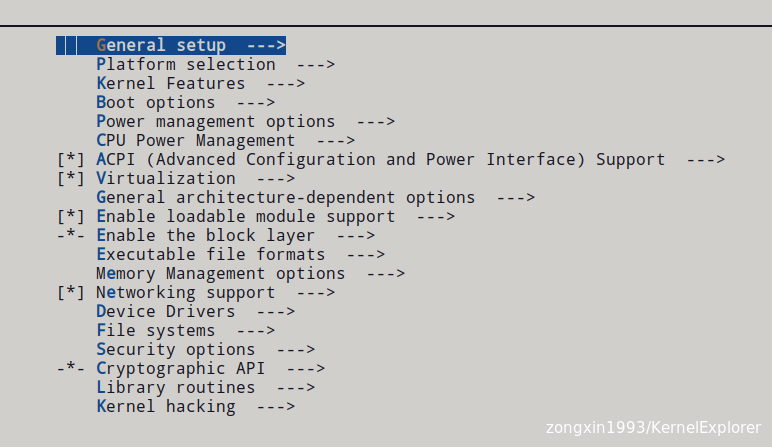 General setup  --->
Platform selection  --->
Kernel Features  --->
Boot options  --->
Power management options  --->
CPU Power Management  --->
[*] ACPI (Advanced Configuration and Power Interface) Support  --->
[*] Virtualization  --->
General architecture-dependent options  --->
[*] Enable loadable module support  --->
-*- Enable the block layer  --->
Executable file formats  --->
Memory Management options  --->
[*] Networking support  --->
Device Drivers  --->
File systems  --->
Security options  --->
-*- Cryptographic API  --->
Library routines  --->
Kernel hacking  --->
zongxin1993/KernelExplorer